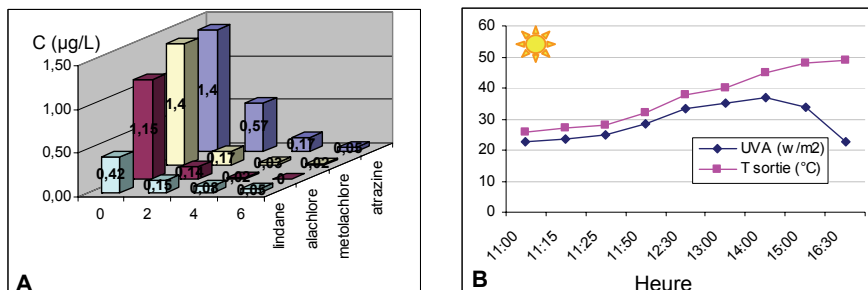 C (µg/L)
1,50
1,00
0,50
0,00
1,4
1,4
1,15
0,42
0,57
0,17
0,14
0,15
0,17
0,03
0,02
0,08
0,05
0,02
0
0,05
0 2 4 6
lindane
alachlore
metolachlore
atrazine
A
60
50
40
30
20
10
0
UVA (w/m2)
T sortie (°C)
11:00 11:15 11:25 11:50 12:30 13:00 14:00 15:00 16:30
Heure
B